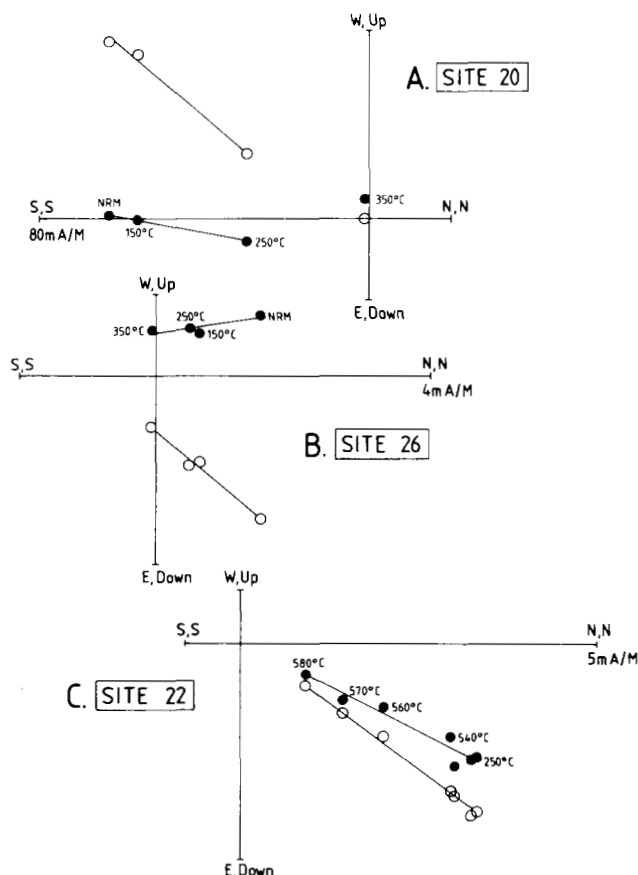 W, Up
A. SITE 20
S,S
NRM
150°C
250°C
350°C
N,N
80mA/M
E,Down
W,Up
350°C
250°C
150°C
NRM
S,S
N,N
4mA/M
B. SITE 26
E,Down
W,Up
S,S
N,N
5mA/M
580°C
570°C
560°C
540°C
250°C
C. SITE 22
E,Down